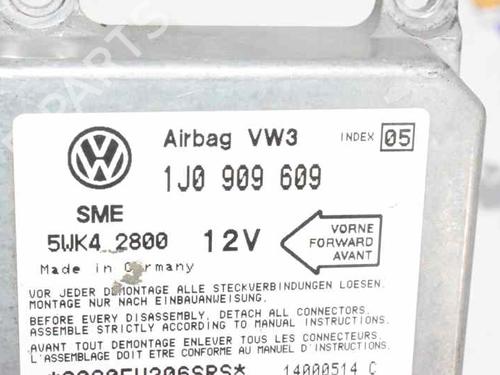 PARTS
VW
Airbag VW3
INDEX 05
1J0 909 609
SME
5WK4 2800
12V
VORNE
FORWARD
AVANT
Made in Germany
VOR JEDER DEMONTAGE ALLE STECKVERBINDUNGEN LOESEN.
MONTAGE NUR NACH EINBAUANWEISUNG.
BEFORE EVERY DISASSEMBLY, DETACH ALL CONNECTORS.
ASSEMBLE STRICTLY ACCORDING TO MANUAL INSTRUCTIONS.
AVANT TOUT DEMONTAGE ENLEVER TOUS LES CONNECTEURS.
L'ASSEMBLAGE DOIT ETRE CONFORME AU MANUEL D'INSTRUCTIONS.
14000514 C